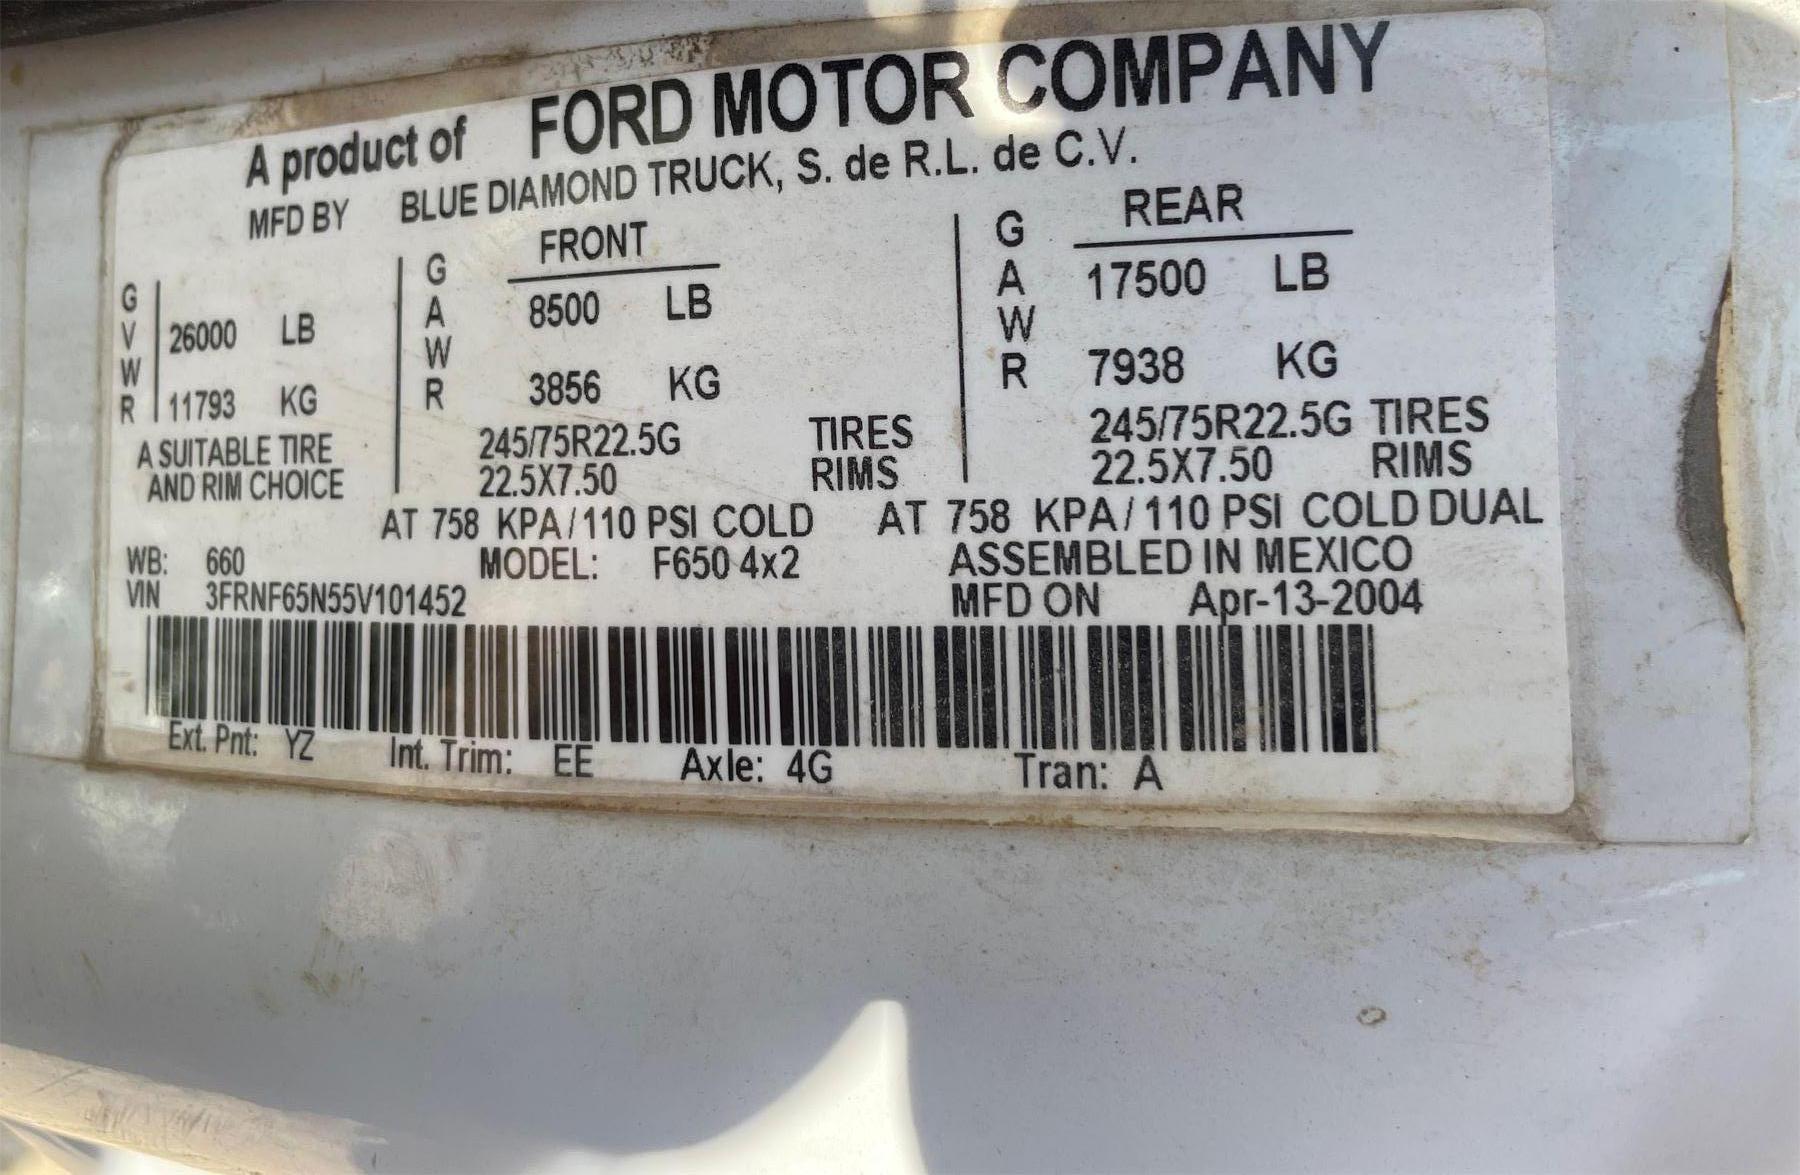 A product of FORD MOTOR COMPANY
MFD BY BLUE DIAMOND TRUCK, S. de R.L. de C.V.
FRONT REAR
GVWR 26000 LB GAWR 8500 LB GAWR 17500 LB
11793 KG 3856 KG 7938 KG
A SUITABLE TIRE 245/75R22.5G TIRES 245/75R22.5G TIRES
AND RIM CHOICE 22.5X7.50 RIMS 22.5X7.50 RIMS
AT 758 KPA/110 PSI COLD AT 758 KPA/110 PSI COLD DUAL
WB: 660 MODEL: F650 4x2 ASSEMBLED IN MEXICO
VIN 3FRNF65N55V101452 MFD ON Apr-13-2004
Ext. Pnt: YZ Int. Trim: EE Axle: 4G Tran: A